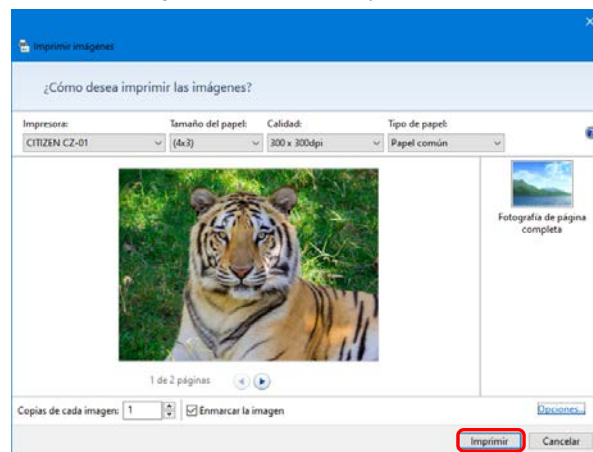 Imprimir imágenes
¿Cómo desea imprimir las imágenes?
Impresora: Tamaño del papel: Calidad: Tipo de papel:
CITIZEN CZ-01 (4x3) 300 x 300dpi Papel común
Fotografía de página
completa
1 de 2 páginas
Copias de cada imagen: 1 Enmarcar la imagen Opciones...
Imprimir Cancelar